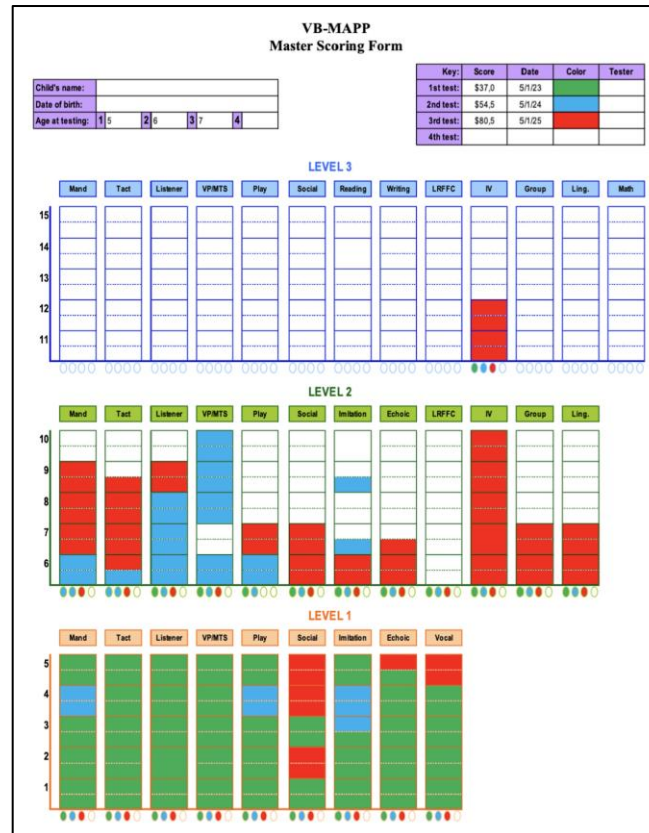 VB-MAPP
Master Scoring Form
Key: Score Date Color Tester
1st test: $37,0 5/1/23
2nd test: $54,5 5/1/24
3rd test: $80,5 5/1/25
4th test:
Child's name:
Date of birth:
Age at testing: 1 5 2 6 3 7 4
LEVEL 3
Mand Tact Listener VP/MTS Play Social Reading Writing LRFFC IV Group Ling. Math
15
14
13
12
11
LEVEL 2
Mand Tact Listener VP/MTS Play Social Imitation Echoic LRFFC IV Group Ling.
10
9
8
7
6
LEVEL 1
Mand Tact Listener VP/MTS Play Social Imitation Echoic Vocal
5
4
3
2
1